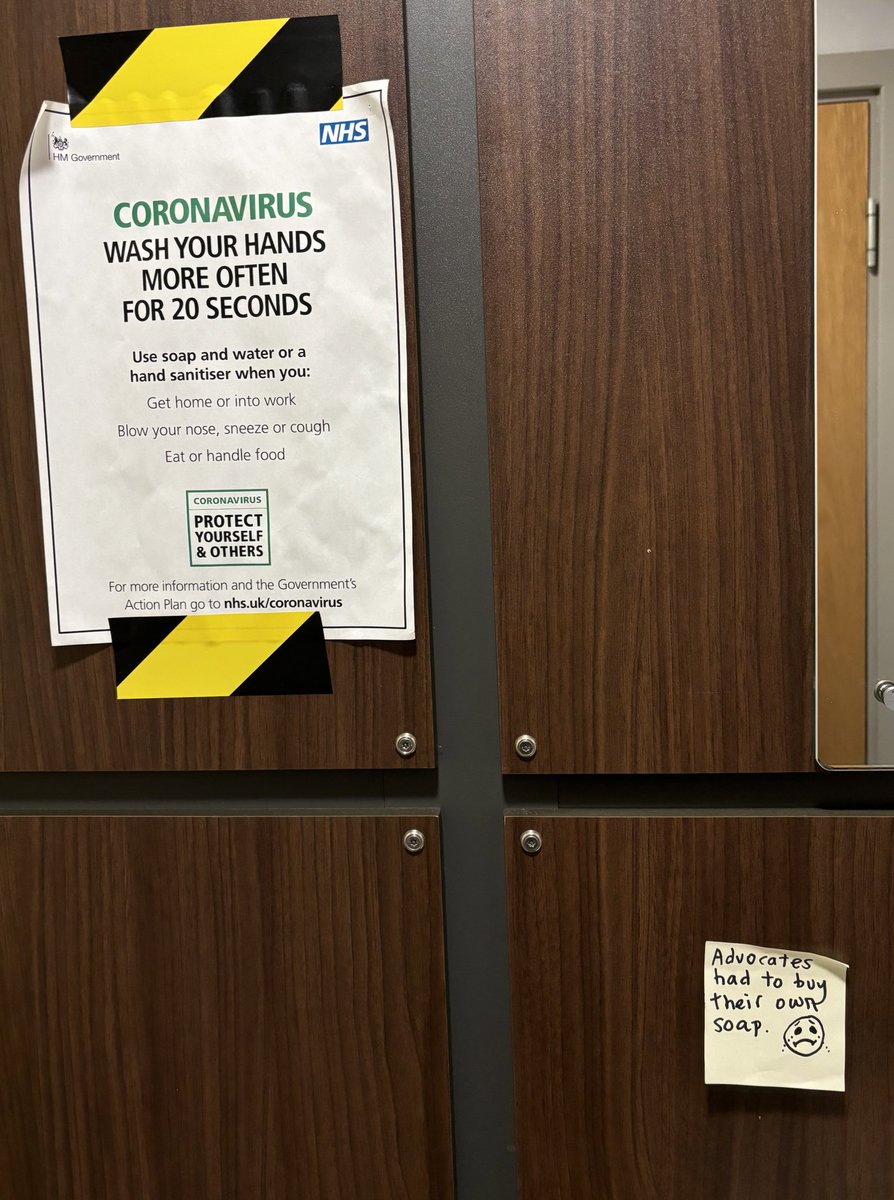 HM Government
NHS
CORONAVIRUS
WASH YOUR HANDS
MORE OFTEN
FOR 20 SECONDS
Use soap and water or a
hand sanitiser when you:
Get home or into work
Blow your nose, sneeze or cough
Eat or handle food
CORONAVIRUS
PROTECT
YOURSELF
& OTHERS
For more information and the Government's
Action Plan go to nhs.uk/coronavirus
Advocates
had to buy
their own
soap.